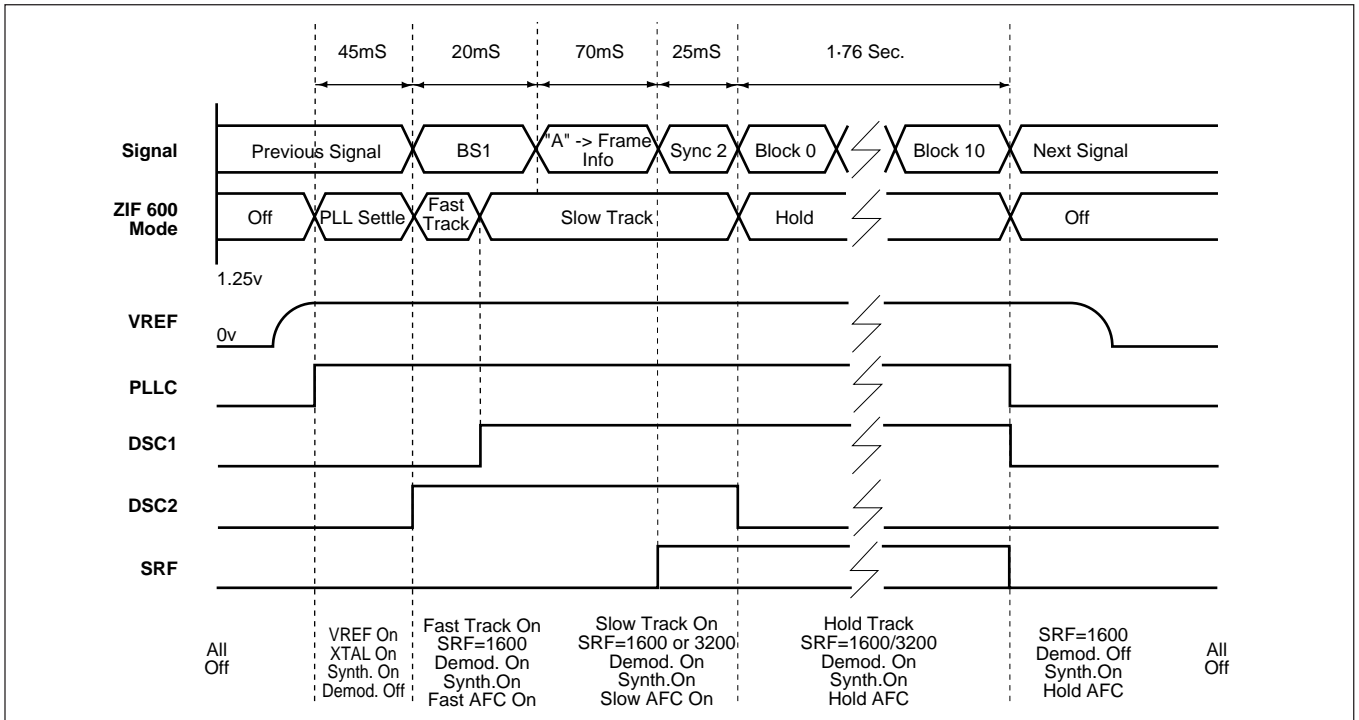 45mS 20mS 70mS 25mS 1·76 Sec.
Signal Previous Signal BS1 "A" -> Frame Info Sync 2 Block 0 Block 10 Next Signal
ZIF 600 Mode Off PLL Settle Fast Track Slow Track Hold Off
1.25v
VREF
0v
PLLC
DSC1
DSC2
SRF
All
Off
VREF On
XTAL On
Synth. On
Demod. Off
Fast Track On
SRF=1600
Demod. On
Synth.On
Fast AFC On
Slow Track On
SRF=1600 or 3200
Demod. On
Synth.On
Slow AFC On
Hold Track
SRF=1600/3200
Demod. On
Synth.On
Hold AFC
SRF=1600
Demod. Off
Synth.On
Hold AFC
All
Off